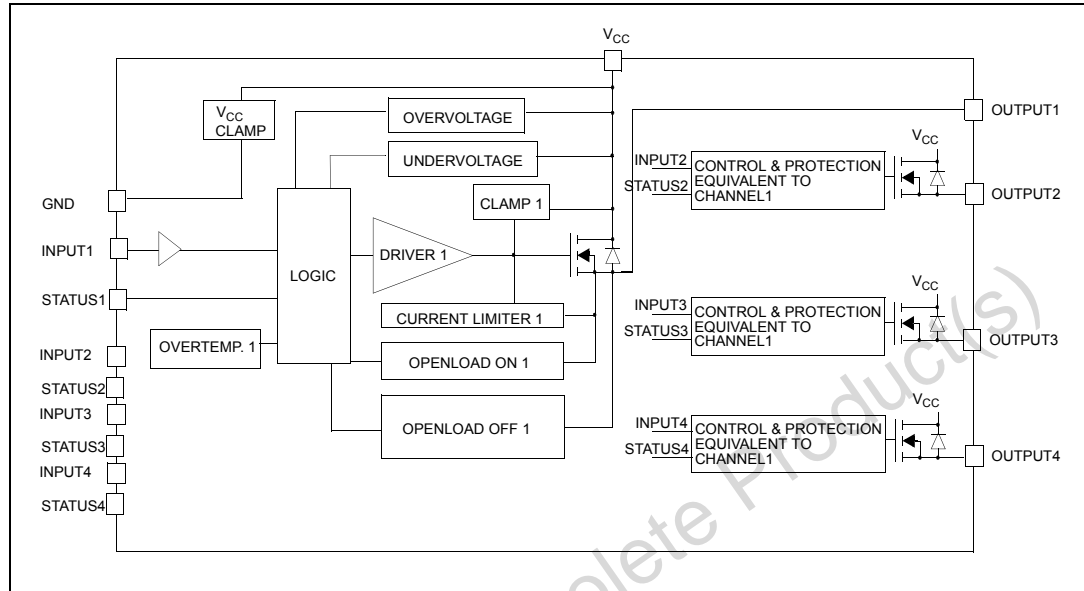 VCC
VCC
CLAMP
OVERVOLTAGE
UNDERVOLTAGE
CLAMP 1
GND
INPUT1
STATUS1
INPUT2
STATUS2
INPUT3
STATUS3
INPUT4
STATUS4
LOGIC
DRIVER 1
OVERTEMP. 1
CURRENT LIMITER 1
OPENLOAD ON 1
OPENLOAD OFF 1
OUTPUT1
INPUT2
STATUS2
CONTROL & PROTECTION
EQUIVALENT TO
CHANNEL1
VCC
OUTPUT2
INPUT3
STATUS3
CONTROL & PROTECTION
EQUIVALENT TO
CHANNEL1
VCC
OUTPUT3
INPUT4
STATUS4
CONTROL & PROTECTION
EQUIVALENT TO
CHANNEL1
VCC
OUTPUT4
olete Product(s)